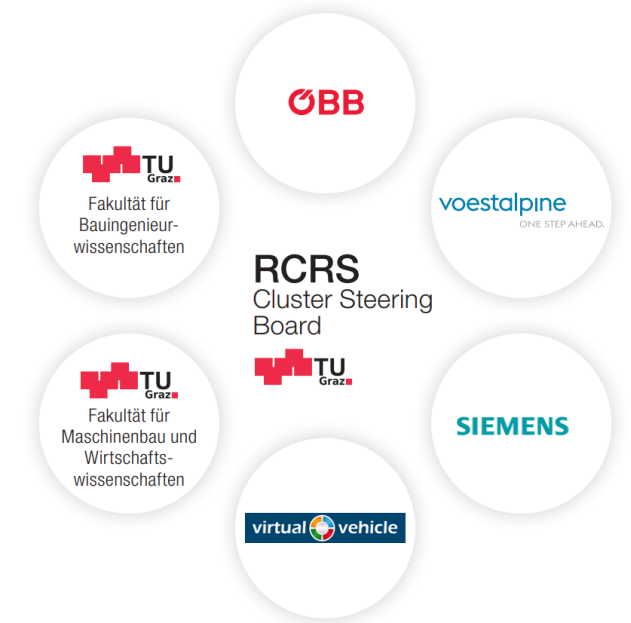 ÖBB
TU
Graz
Fakultät für
Bauingenieur-
wissenschaften
voestalpine
ONE STEP AHEAD.
RCRS
Cluster Steering
Board
TU
Graz
TU
Graz
Fakultät für
Maschinenbau und
Wirtschafts-
wissenschaften
SIEMENS
virtual vehicle